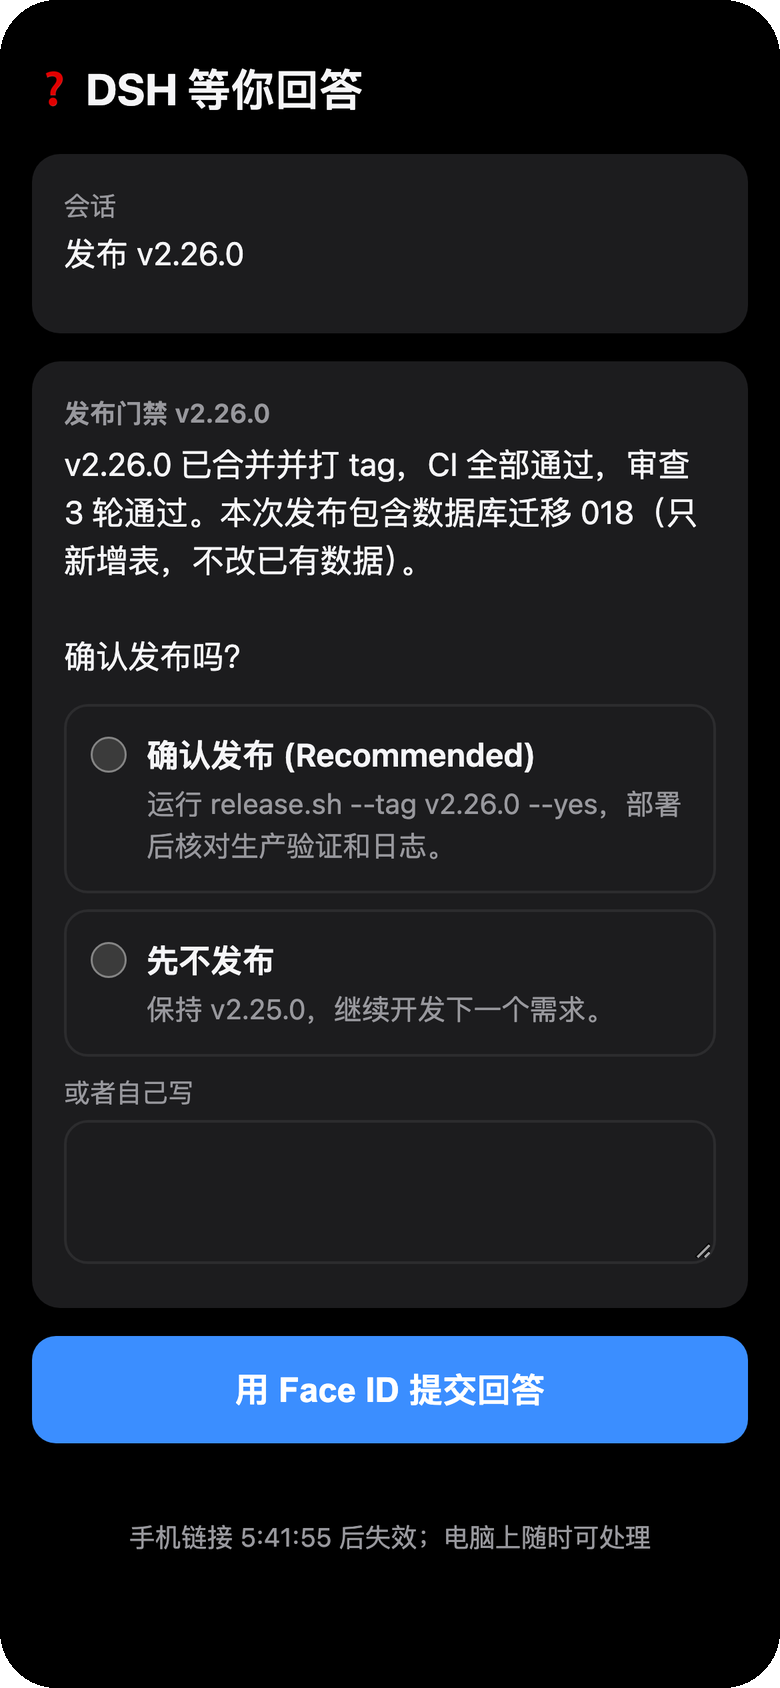 ❓ DSH 等你回答
会话
发布 v2.26.0
发布门禁 v2.26.0
v2.26.0 已合并并打 tag，CI 全部通过，审查
3 轮通过。本次发布包含数据库迁移 018（只
新增表，不改已有数据）。
确认发布吗?
确认发布 (Recommended)
运行 release.sh --tag v2.26.0 --yes，部署
后核对生产验证和日志。
先不发布
保持 v2.25.0，继续开发下一个需求。
或者自己写
用 Face ID 提交回答
手机链接 5:41:55 后失效；电脑上随时可处理